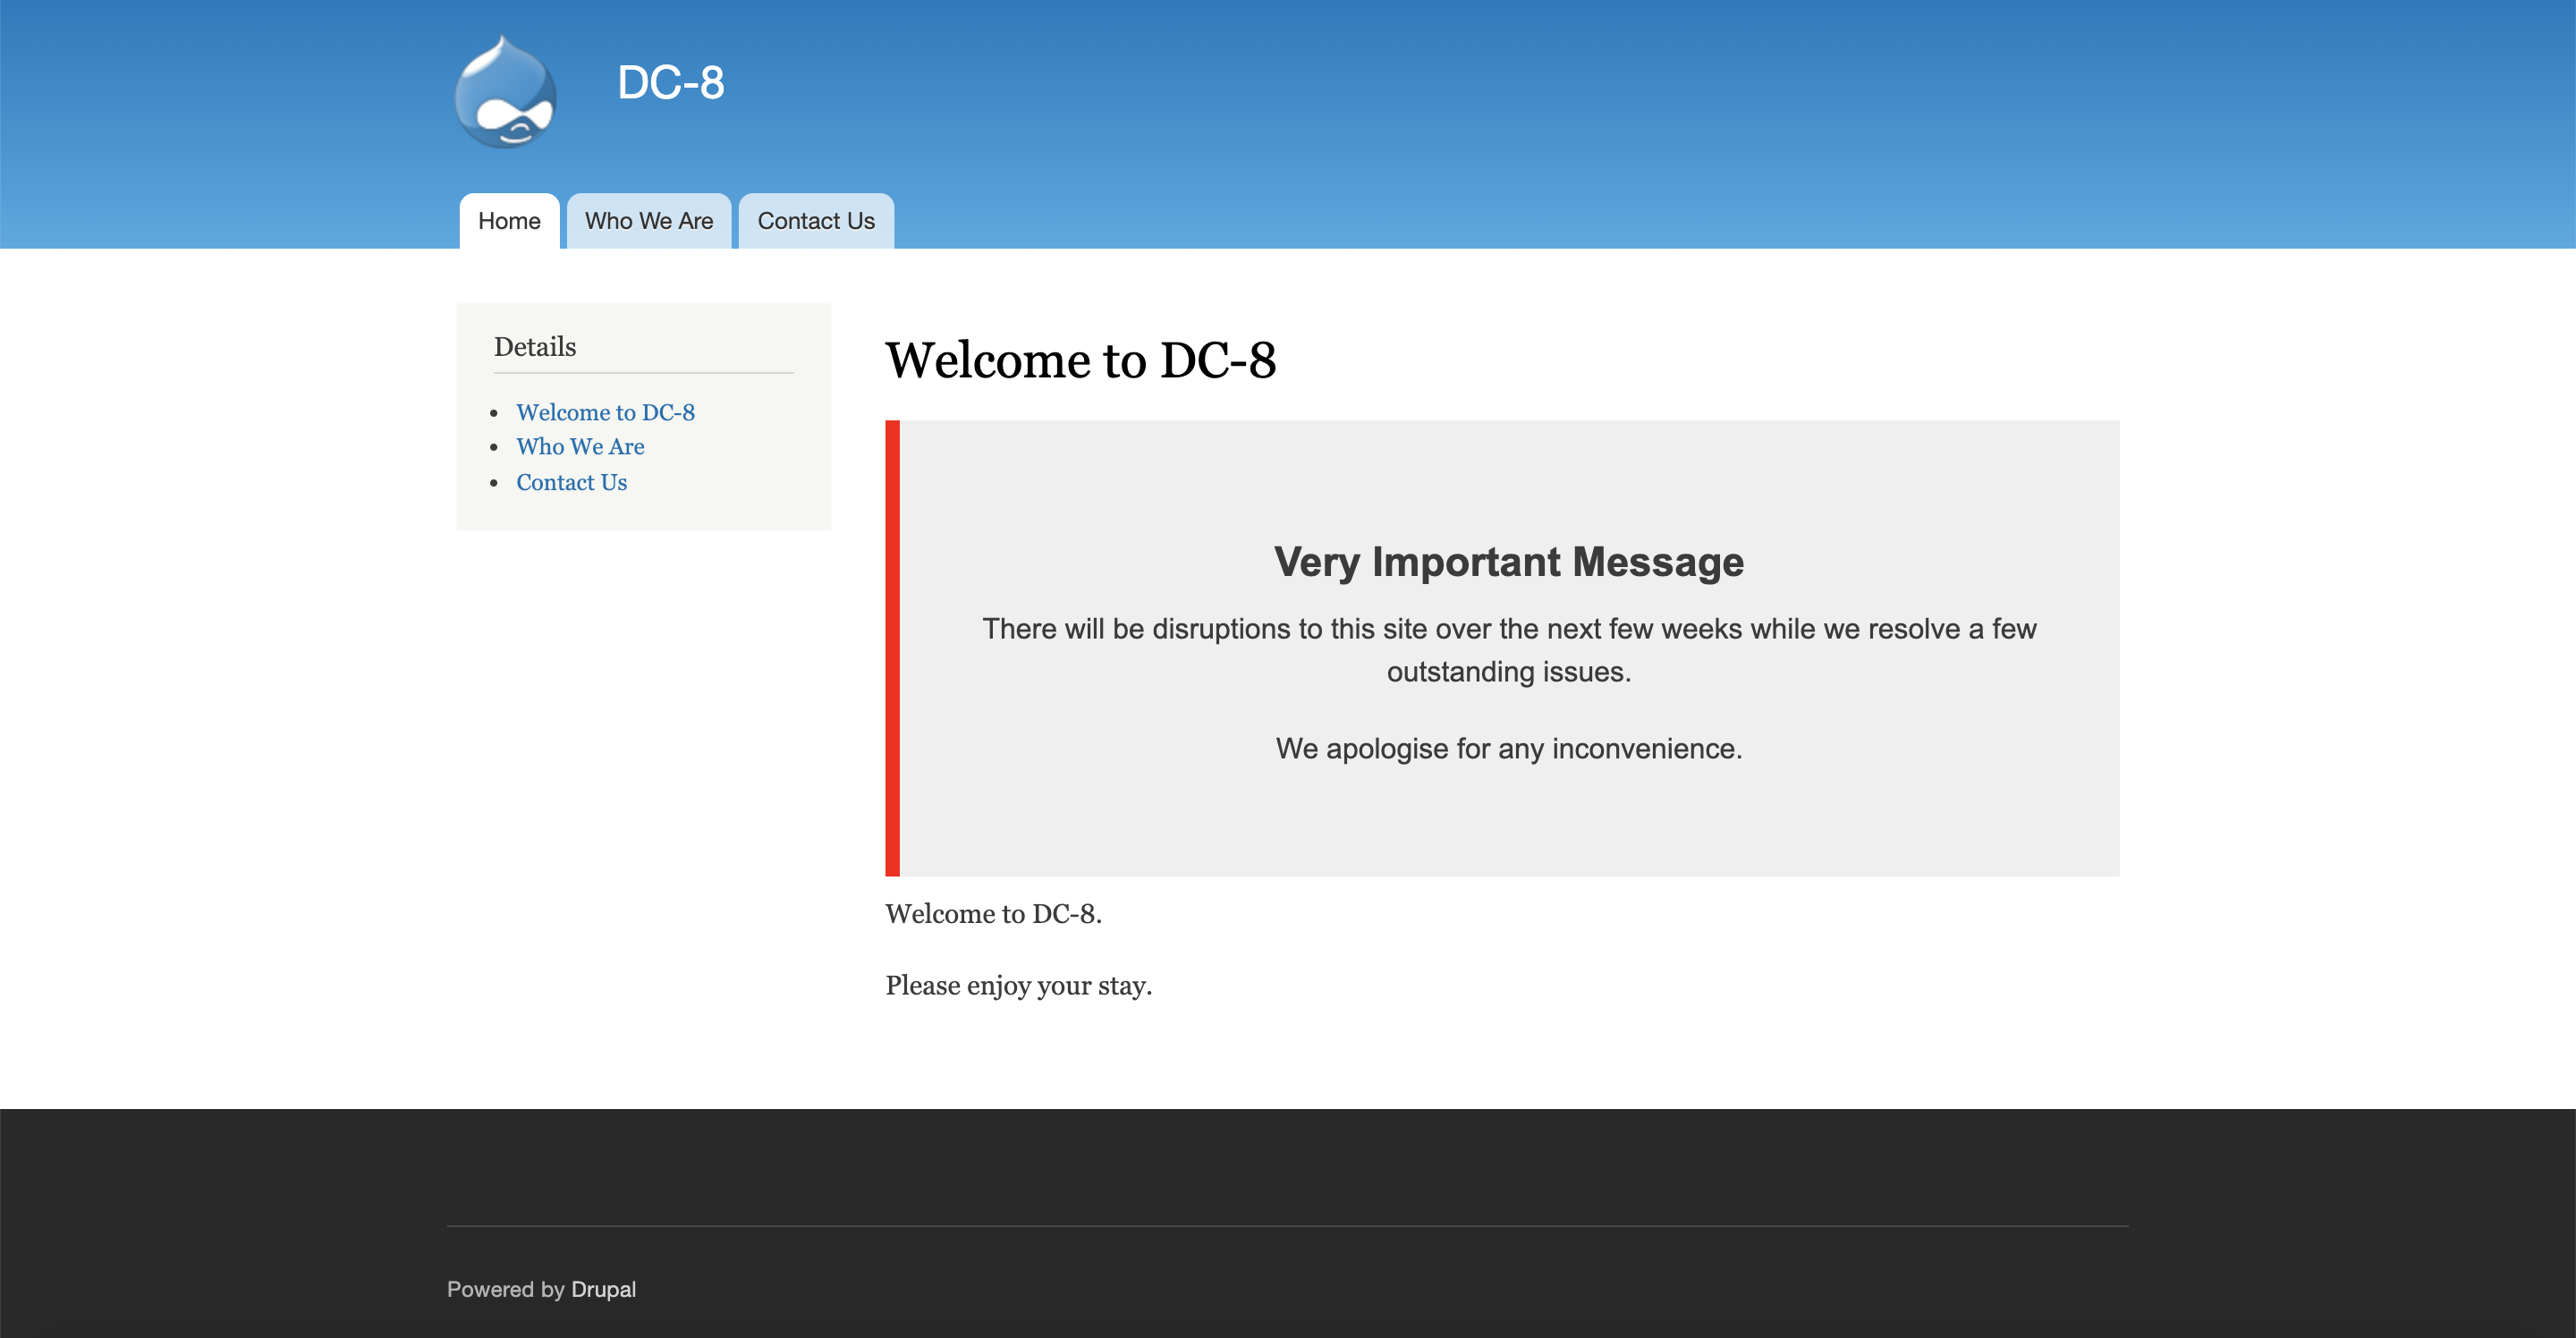 DC-8
Home
Who We Are
Contact Us
Details
Welcome to DC-8
Who We Are
Contact Us
Welcome to DC-8
Very Important Message
There will be disruptions to this site over the next few weeks while we resolve a few
outstanding issues.
We apologise for any inconvenience.
Welcome to DC-8.
Please enjoy your stay.
Powered by Drupal